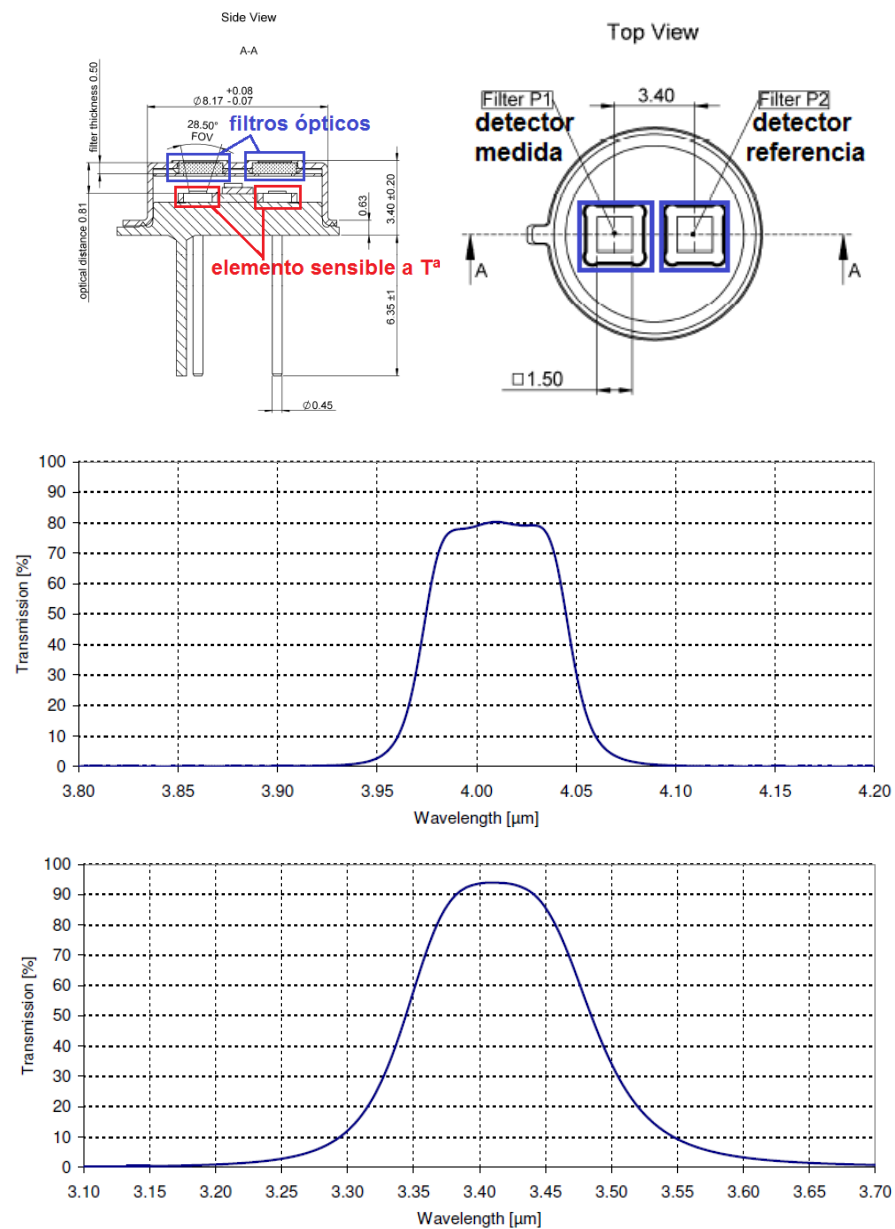 Side View
A-A
filter thickness 0.50
Ø8.17 +0.08 -0.07
28.50°
FOV
filtros ópticos
optical distance 0.81
0.63
3.40 ±0.20
elemento sensible a Tª
6.35 ±1
Ø0.45
Top View
Filter P1
3.40
Filter P2
detector
medida
detector
referencia
A
A
□1.50
100
90
80
70
60
50
40
30
20
10
0
Transmission [%]
3.80 3.85 3.90 3.95 4.00 4.05 4.10 4.15 4.20
Wavelength [µm]
100
90
80
70
60
50
40
30
20
10
0
Transmission [%]
3.10 3.15 3.20 3.25 3.30 3.35 3.40 3.45 3.50 3.55 3.60 3.65 3.70
Wavelength [µm]